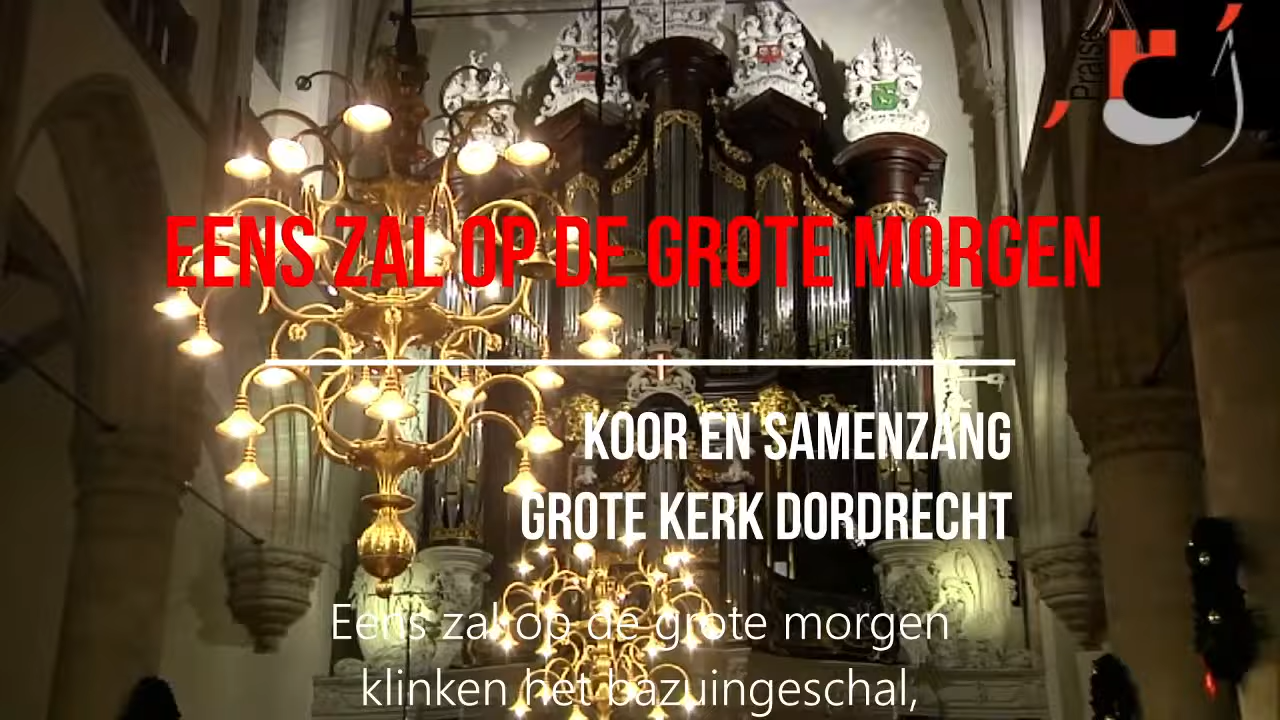 Praise
EENS ZAL OP DE GROTE MORGEN
KOOR EN SAMENZANG
GROTE KERK DORDRECHT
Eens zal op de grote morgen
klinken het bazuingeschal,